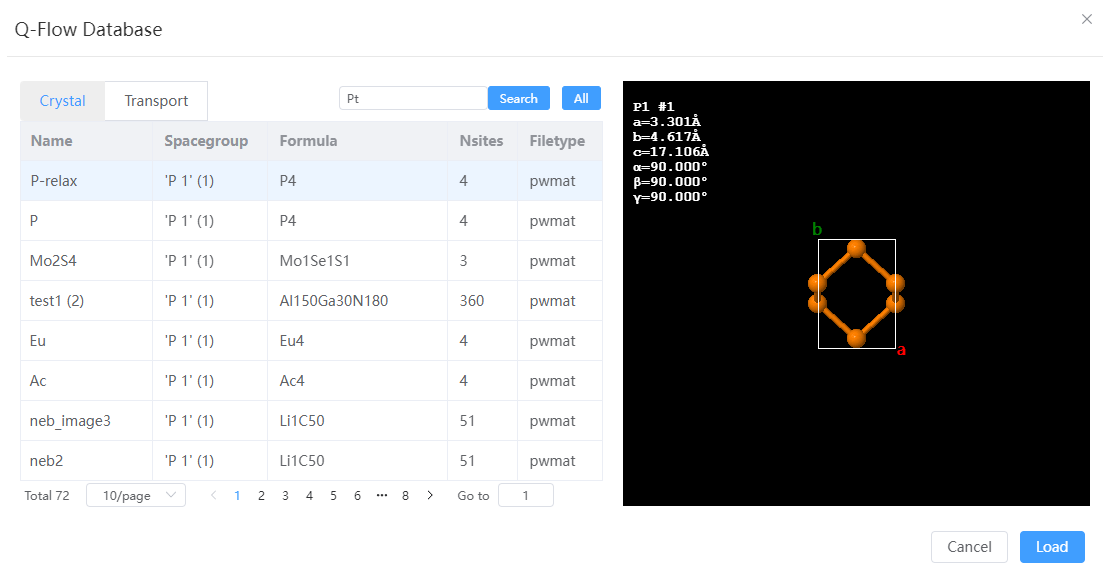 Q-Flow Database
Crystal Transport Pt Search All
Name Spacegroup Formula Nsites Filetype
P-relax 'P 1' (1) P4 4 pwmat
P 'P 1' (1) P4 4 pwmat
Mo2S4 'P 1' (1) Mo1Se1S1 3 pwmat
test1 (2) 'P 1' (1) Al150Ga30N180 360 pwmat
Eu 'P 1' (1) Eu4 4 pwmat
Ac 'P 1' (1) Ac4 4 pwmat
neb_image3 'P 1' (1) Li1C50 51 pwmat
neb2 'P 1' (1) Li1C50 51 pwmat
Total 72 10/page 1 2 3 4 5 6 ••• 8 Go to 1
P1 #1
a=3.301Å
b=4.617Å
c=17.106Å
α=90.000°
β=90.000°
γ=90.000°
b
a
Cancel Load